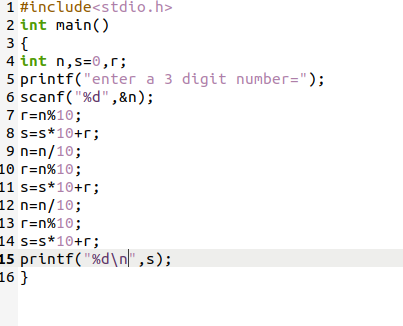 1 #include<stdio.h>
2 int main()
3 {
4 int n,s=0,r;
5 printf("enter a 3 digit number=");
6 scanf("%d",&n);
7 r=n%10;
8 s=s*10+r;
9 n=n/10;
10 r=n%10;
11 s=s*10+r;
12 n=n/10;
13 r=n%10;
14 s=s*10+r;
15 printf("%d\n",s);
16 }